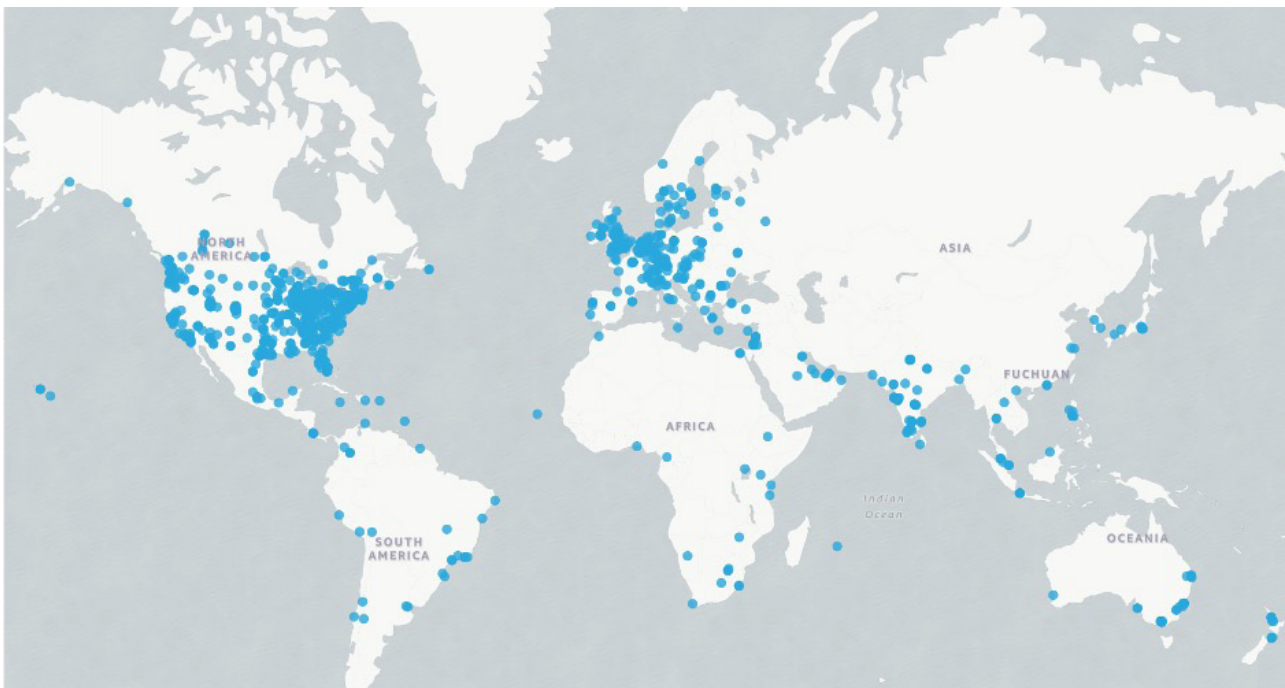 NORTH
AMERICA
ASIA
FUCHUAN
AFRICA
Indian
Ocean
SOUTH
AMERICA
OCEANIA